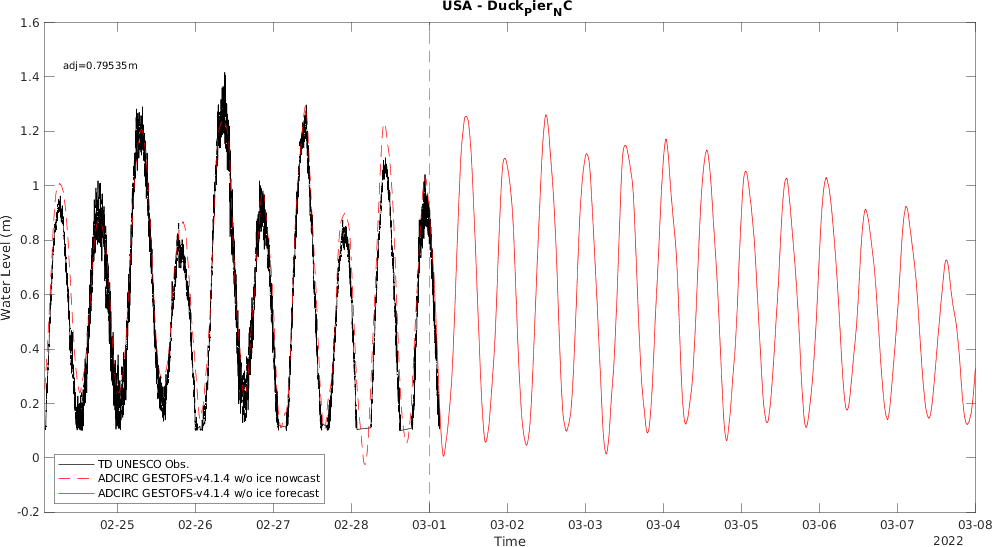 USA - Duck_Pier_NC
adj=0.79535m
1.6
1.4
1.2
1
0.8
0.6
0.4
0.2
0
-0.2
Water Level (m)
TD UNESCO Obs.
ADCIRC GESTOFS-v4.1.4 w/o ice nowcast
ADCIRC GESTOFS-v4.1.4 w/o ice forecast
02-25 02-26 02-27 02-28 03-01 03-02 03-03 03-04 03-05 03-06 03-07 03-08
Time
2022